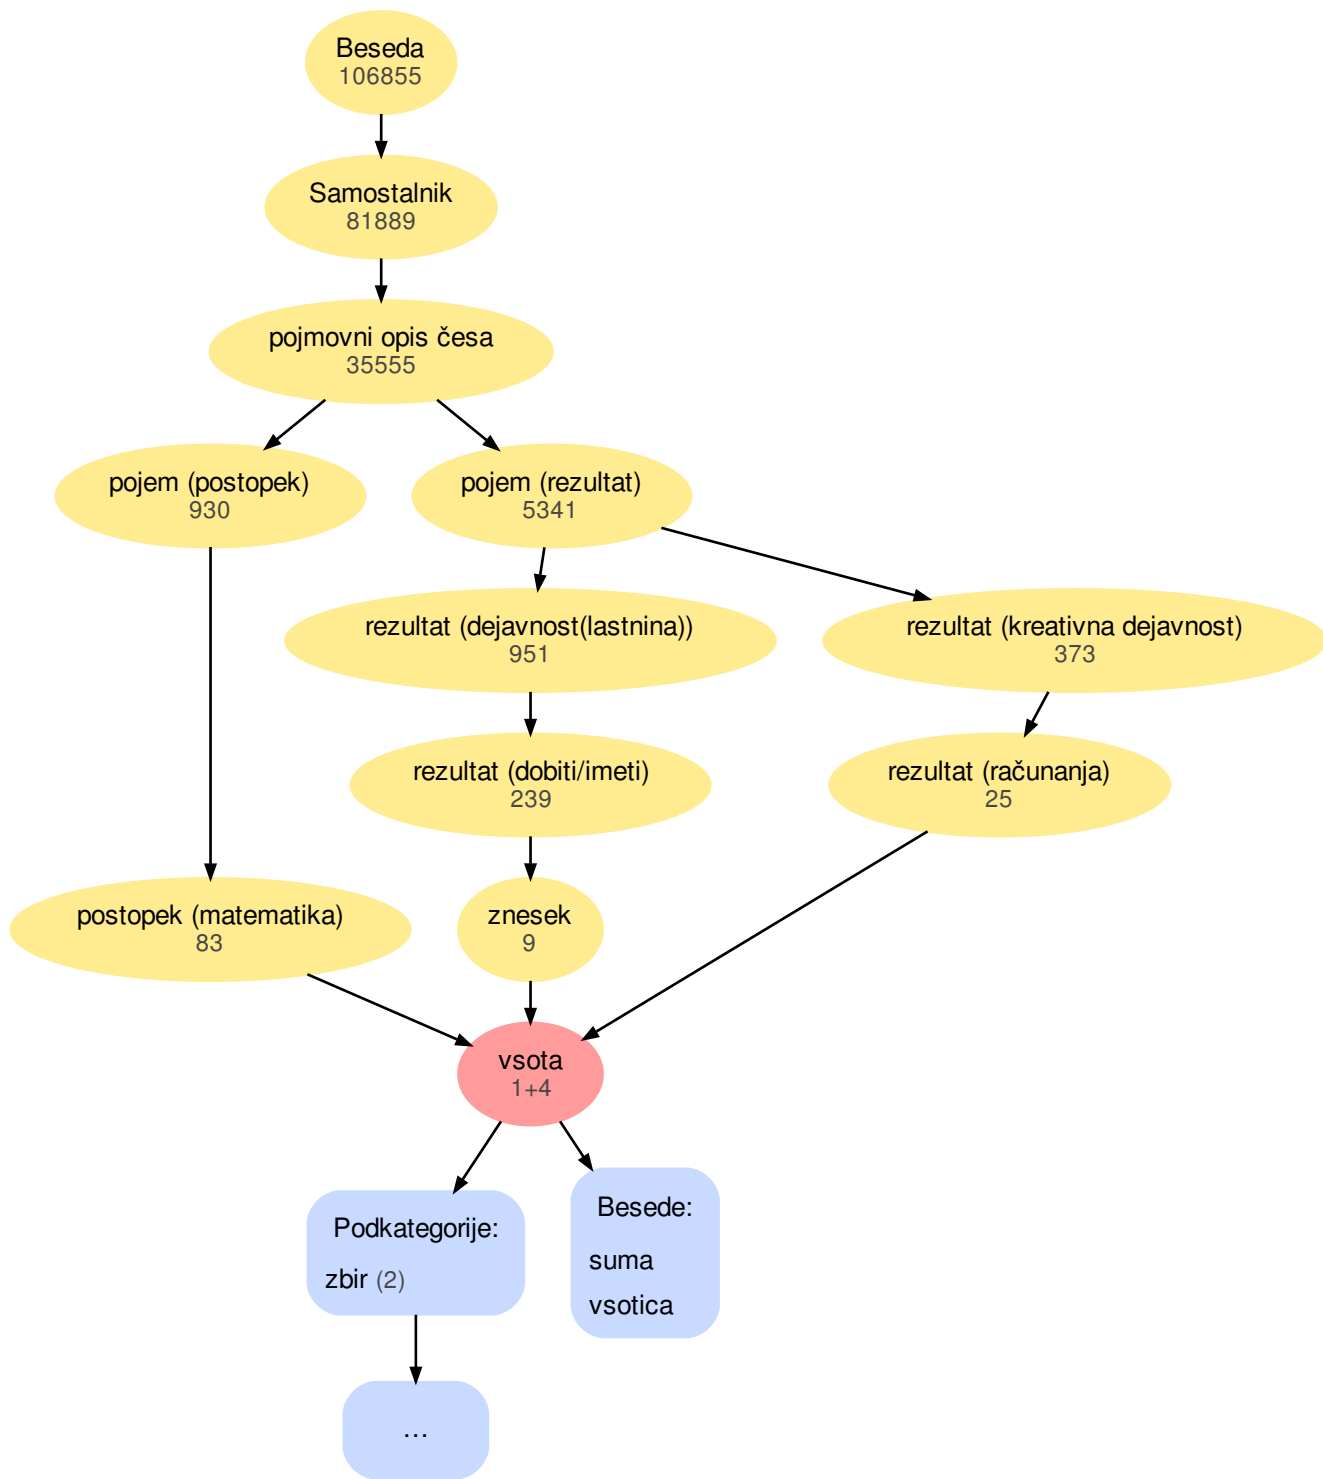 Beseda
106855
Samostalnik
81889
pojmovni opis česa
35555
pojem (postopek)
930
pojem (rezultat)
5341
rezultat (dejavnost(lastnina))
951
rezultat (kreativna dejavnost)
373
rezultat (dobiti/imeti)
239
rezultat (računanja)
25
postopek (matematika)
83
znesek
9
vsota
1+4
Podkategorije:
zbir (2)
Besede:
suma
vsotica
...